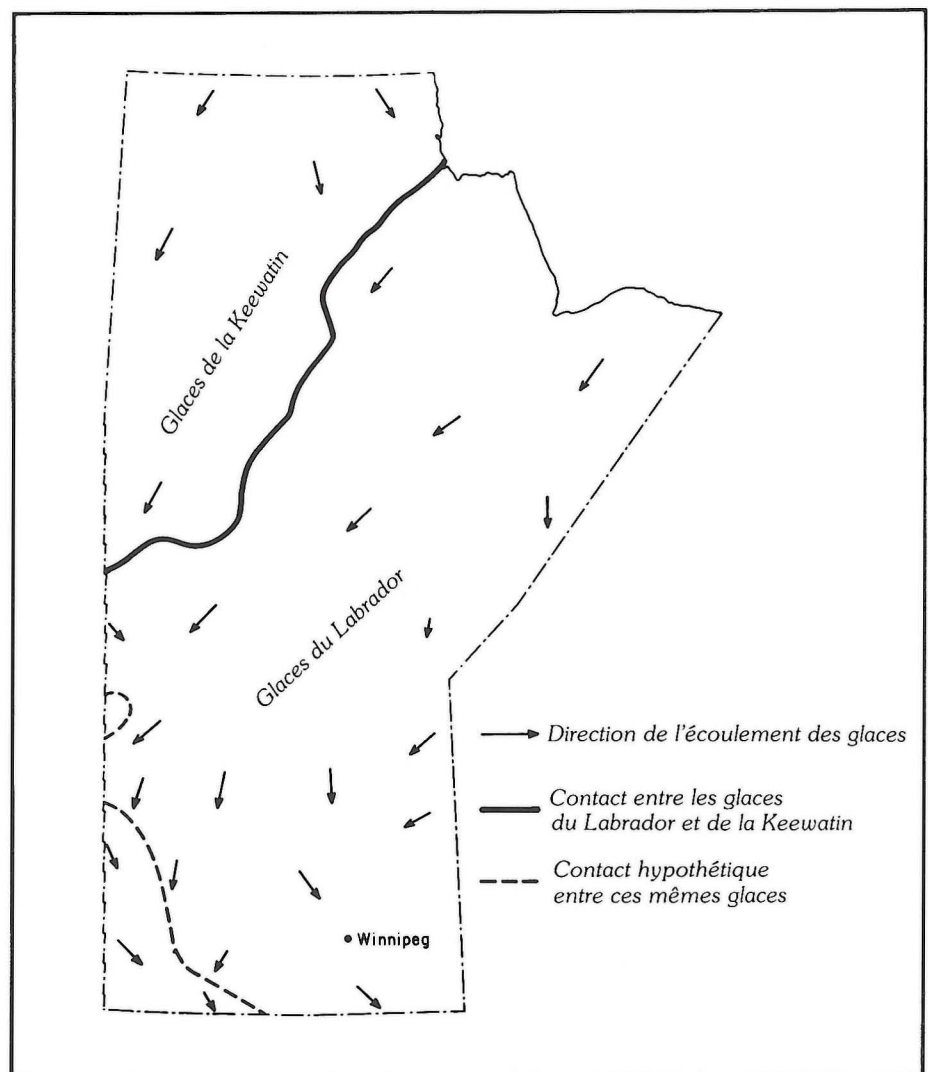 Glaces de la Keewatin
Glaces du Labrador
Direction de l'écoulement des glaces
Contact entre les glaces
du Labrador et de la Keewatin
Contact hypothétique
entre ces mêmes glaces
Winnipeg